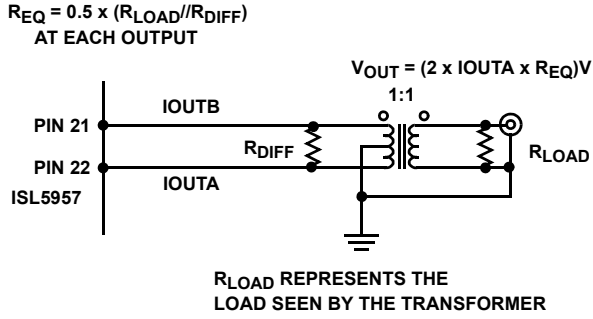 REQ = 0.5 x (RLOAD//RDIFF)
AT EACH OUTPUT
VOUT = (2 x IOUTA x REQ)V
1:1
IOUTB
PIN 21
RDIFF
RLOAD
PIN 22
IOUTA
ISL5957
RLOAD REPRESENTS THE
LOAD SEEN BY THE TRANSFORMER